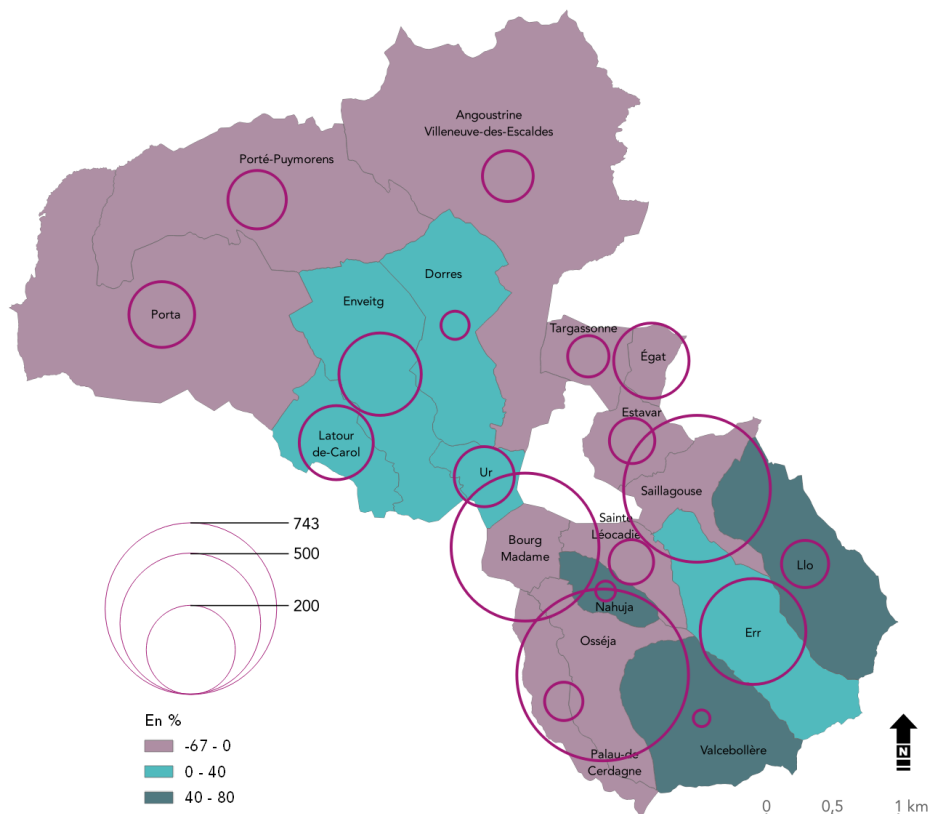 Angoustrine
Villeneuve-des-Escaldes
Porté-Puymorens
Dorres
Enveitg
Porta
Targassonne
Égat
Estavar
Latour
de-Carol
Ur
Saillagouse
Sainte
Léocadie
Bourg
Madame
Llo
Nahuja
Err
Osséja
Valcebollère
Palau-de
Cerdagne
743
500
200
En %
-67 - 0
0 - 40
40 - 80
N
0 0,5 1 km